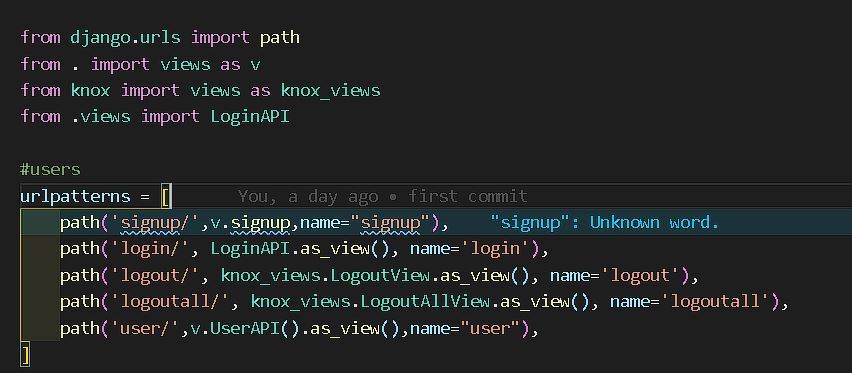 from django.urls import path
from . import views as v
from knox import views as knox_views
from .views import LoginAPI
#users
urlpatterns = [ You, a day ago • first commit
path('signup/',v.signup,name="signup"), "signup": Unknown word.
path('login/', LoginAPI.as_view(), name='login'),
path('logout/', knox_views.LogoutView.as_view(), name='logout'),
path('logoutall/', knox_views.LogoutAllView.as_view(), name='logoutall'),
path('user/',v.UserAPI().as_view(),name="user"),
]